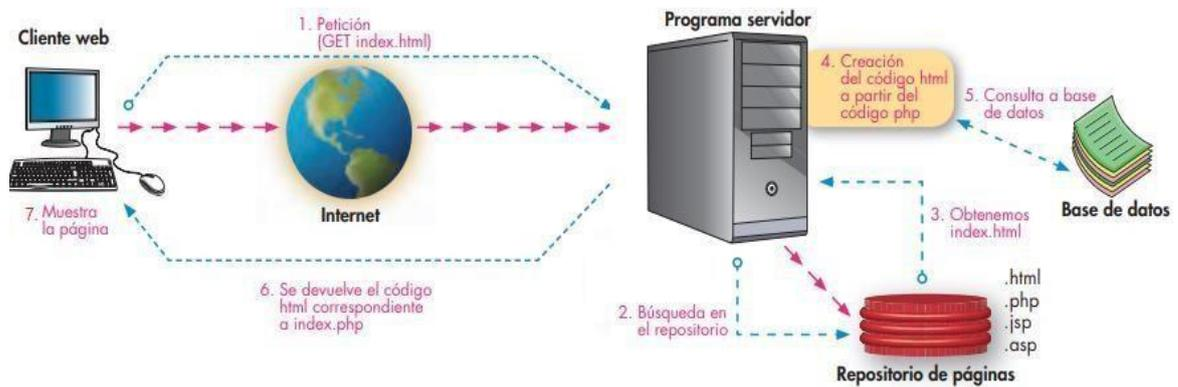 Cliente web
1. Petición
(GET index.html)
Programa servidor
4. Creación
del código html
a partir del
código php
5. Consulta a base
de datos
Internet
7. Muestra
la página
Base de datos
3. Obtenemos
index.html
6. Se devuelve el código
html correspondiente
a index.php
2. Búsqueda en
el repositorio
.html
.php
.jsp
.asp
Repositorio de páginas